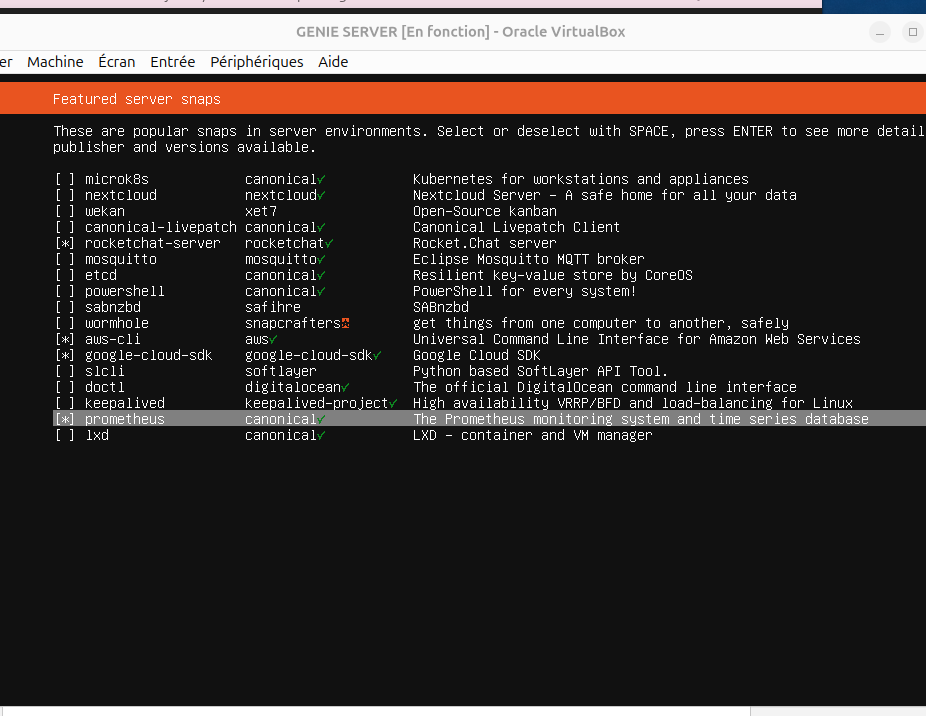 GENIE SERVER [En fonction] - Oracle VirtualBox
er Machine Écran Entrée Périphériques Aide
Featured server snaps
These are popular snaps in server environments. Select or deselect with SPACE, press ENTER to see more detail
publisher and versions available.
[ ] microk8s canonical✓ Kubernetes for workstations and appliances
[ ] nextcloud nextcloud✓ Nextcloud Server - A safe home for all your data
[ ] wekan xet7 Open-Source kanban
[ ] canonical-livepatch canonical✓ Canonical Livepatch Client
[*] rocketchat-server rocketchat✓ Rocket.Chat server
[ ] mosquitto mosquitto✓ Eclipse Mosquitto MQTT broker
[ ] etcd canonical✓ Resilient key-value store by CoreOS
[ ] powershell canonical✓ PowerShell for every system!
[ ] sabnzbd safihre SABnzbd
[ ] wormhole snapcrafters get things from one computer to another, safely
[*] aws-cli aws✓ Universal Command Line Interface for Amazon Web Services
[*] google-cloud-sdk google-cloud-sdk✓ Google Cloud SDK
[ ] slcli softlayer Python based SoftLayer API Tool.
[ ] doctl digitalocean✓ The official DigitalOcean command line interface
[ ] keepalived keepalived-project✓ High availability VRRP/BFD and load-balancing for Linux
[*] prometheus canonical✓ The Prometheus monitoring system and time series database
[ ] lxd canonical✓ LXD - container and VM manager